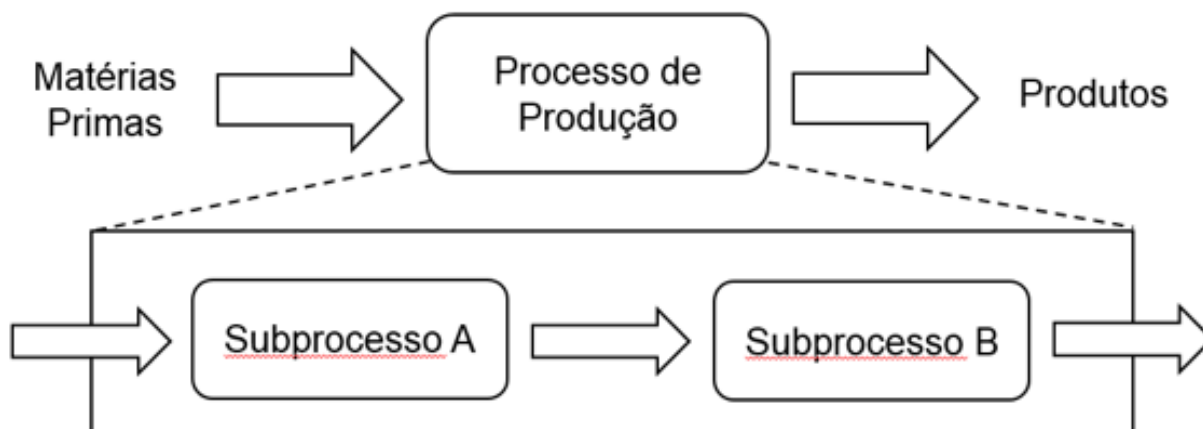 Matérias
Primas
Processo de
Produção
Produtos
Subprocesso A
Subprocesso B